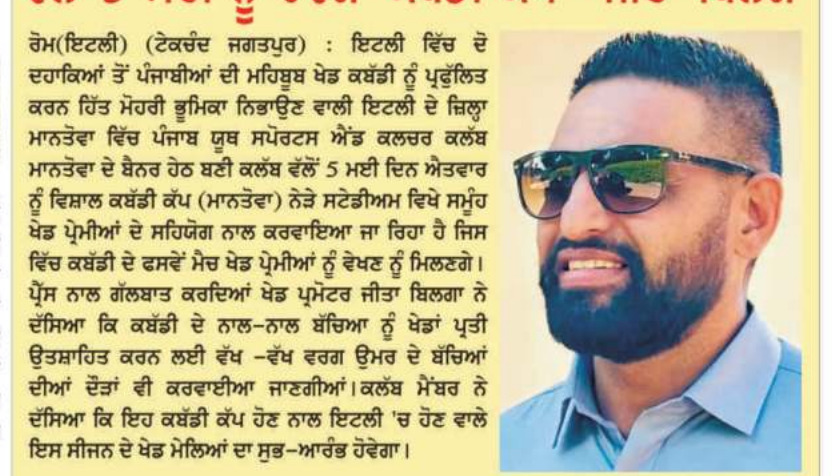 ਰੋਮ(ਇਟਲੀ) (ਟੇਕਚੰਦ ਜਗਤਪੁਰ) : ਇਟਲੀ ਵਿੱਚ ਦੋ
ਦਹਾਕਿਆਂ ਤੋਂ ਪੰਜਾਬੀਆਂ ਦੀ ਮਹਿਬੂਬ ਖੇਡ ਕਬੱਡੀ ਨੂੰ ਪ੍ਰਫੁੱਲਿਤ
ਕਰਨ ਹਿੱਤ ਮੋਹਰੀ ਭੂਮਿਕਾ ਨਿਭਾਉਣ ਵਾਲੀ ਇਟਲੀ ਦੇ ਜ਼ਿਲ੍ਹਾ
ਮਾਨਤੋਵਾ ਵਿੱਚ ਪੰਜਾਬ ਯੂਥ ਸਪੋਰਟਸ ਐਂਡ ਕਲਚਰ ਕਲੱਬ
ਮਾਨਤੋਵਾ ਦੇ ਬੈਨਰ ਹੇਠ ਬਣੀ ਕਲੱਬ ਵੱਲੋਂ 5 ਮਈ ਦਿਨ ਐਤਵਾਰ
ਨੂੰ ਵਿਸ਼ਾਲ ਕਬੱਡੀ ਕੱਪ (ਮਾਨਤੋਵਾ) ਨੇੜੇ ਸਟੇਡੀਅਮ ਵਿਖੇ ਸਮੂੰਹ
ਖੇਡ ਪ੍ਰੇਮੀਆਂ ਦੇ ਸਹਿਯੋਗ ਨਾਲ ਕਰਵਾਇਆ ਜਾ ਰਿਹਾ ਹੈ ਜਿਸ
ਵਿੱਚ ਕਬੱਡੀ ਦੇ ਫਸਵੇਂ ਮੈਚ ਖੇਡ ਪ੍ਰੇਮੀਆਂ ਨੂੰ ਵੇਖਣ ਨੂੰ ਮਿਲਣਗੇ।
ਪ੍ਰੈੱਸ ਨਾਲ ਗੱਲਬਾਤ ਕਰਦਿਆਂ ਖੇਡ ਪ੍ਰਮੋਟਰ ਜੀਤਾ ਬਿਲਗਾ ਨੇ
ਦੱਸਿਆ ਕਿ ਕਬੱਡੀ ਦੇ ਨਾਲ-ਨਾਲ ਬੱਚਿਆ ਨੂੰ ਖੇਡਾਂ ਪ੍ਰਤੀ
ਉਤਸ਼ਾਹਿਤ ਕਰਨ ਲਈ ਵੱਖ -ਵੱਖ ਵਰਗ ਉਮਰ ਦੇ ਬੱਚਿਆਂ
ਦੀਆਂ ਦੌੜਾਂ ਵੀ ਕਰਵਾਈਆ ਜਾਣਗੀਆਂ।ਕਲੱਬ ਮੈਂਬਰ ਨੇ
ਦੱਸਿਆ ਕਿ ਇਹ ਕਬੱਡੀ ਕੱਪ ਹੋਣ ਨਾਲ ਇਟਲੀ 'ਚ ਹੋਣ ਵਾਲੇ
ਇਸ ਸੀਜਨ ਦੇ ਖੇਡ ਮੇਲਿਆਂ ਦਾ ਸੁਭ-ਆਰੰਭ ਹੋਵੇਗਾ।